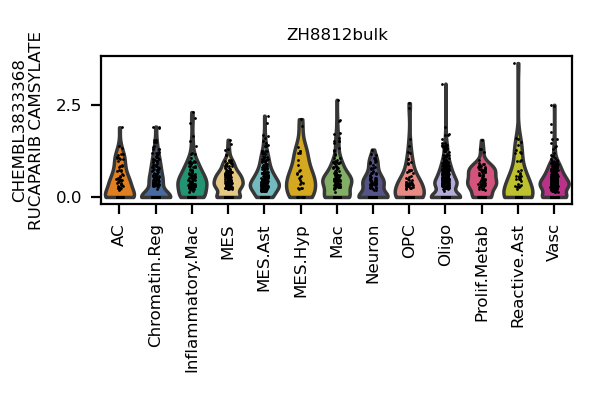 ZH8812bulk
CHEMBL3833368
RUCAPARIB CAMSYLATE
2.5
0.0
AC
Chromatin.Reg
Inflammatory.Mac
MES
MES.Ast
MES.Hyp
Mac
Neuron
OPC
Oligo
Prolif.Metab
Reactive.Ast
Vasc